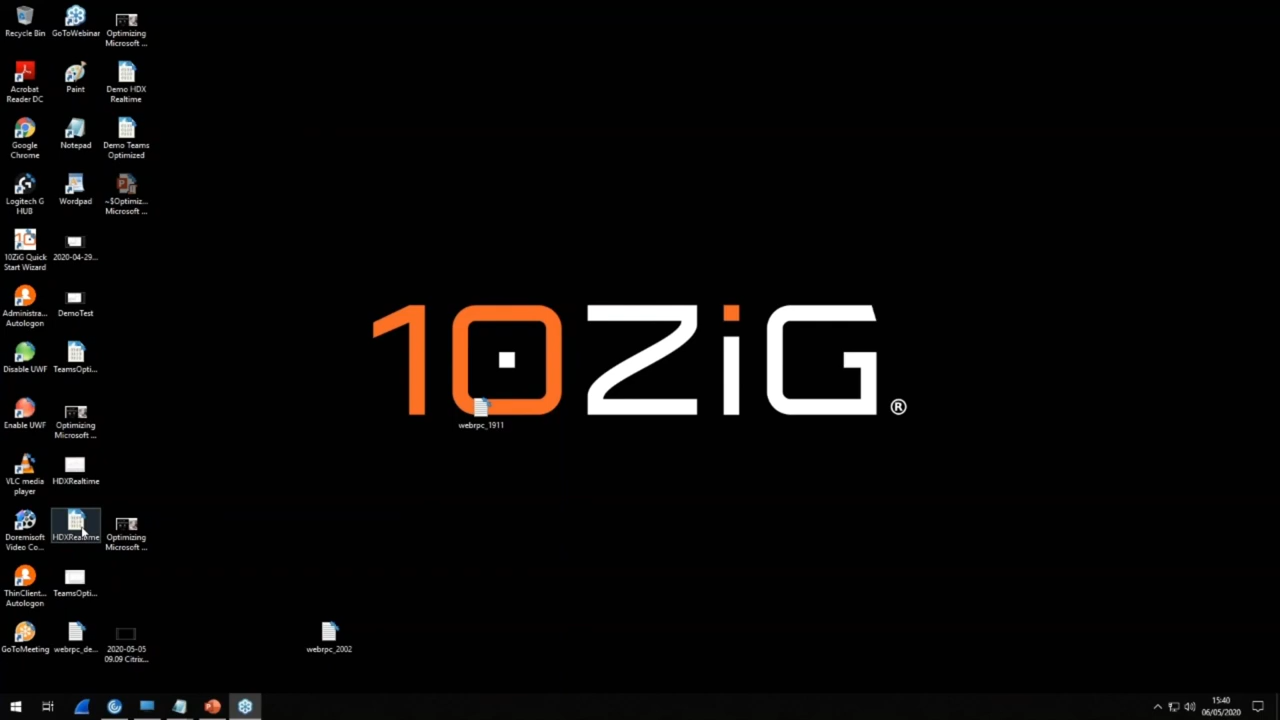 Recycle Bin
GoToWebinar
Optimizing
Microsoft ...
Acrobat
Reader DC
Paint
Demo HDX
Realtime
Google
Chrome
Notepad
Demo Teams
Optimized
Logitech G
HUB
Wordpad
~$Optimiz...
Microsoft ...
10ZiG Quick
Start Wizard
2020-04-29...
Administra...
Autologon
DemoTest
Disable UWF
TeamsOpti...
Enable UWF
Optimizing
Microsoft ...
VLC media
player
HDXRealtime
Doremisoft
Video Co...
HDXRealtime
Optimizing
Microsoft ...
ThinClient...
Autologon
TeamsOpti...
GoToMeeting
webrpc_de...
2020-05-05
09.09 Citrix...
webrpc_2002
10ZiG®
webrpc_1911
15:40
06/05/2020